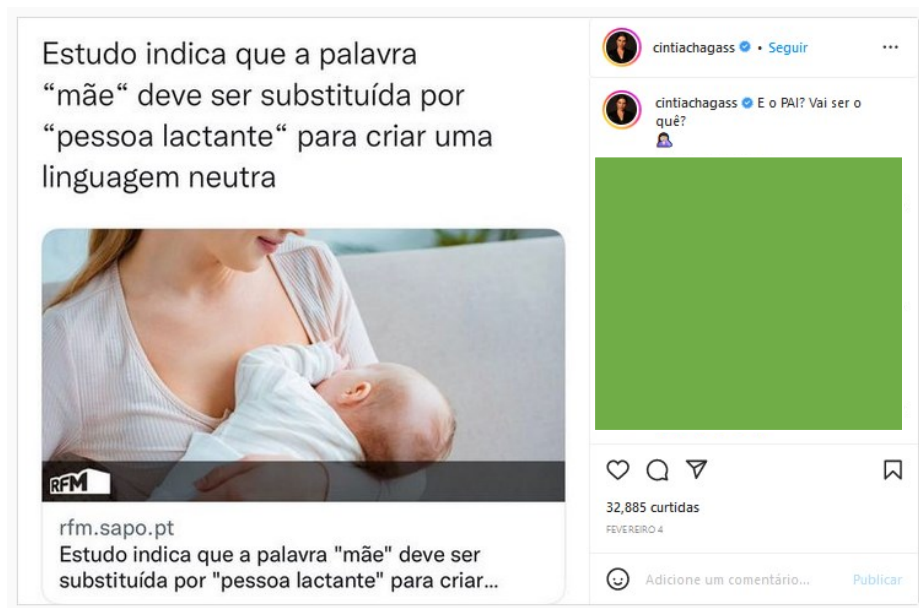 Estudo indica que a palavra
“mãe“ deve ser substituída por
“pessoa lactante“ para criar uma
linguagem neutra
RFM
rfm.sapo.pt
Estudo indica que a palavra "mãe" deve ser
substituída por "pessoa lactante" para criar...
cintiachagass • Seguir
cintiachagass E o PAI? Vai ser o
quê?
32,885 curtidas
FEVEREIRO 4
Adicione um comentário... Publicar